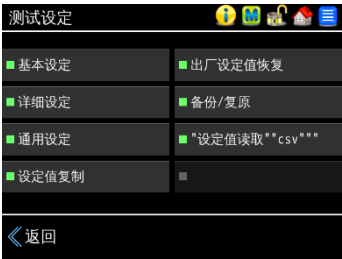 测试设定
i M
基本设定
出厂设定值恢复
详细设定
备份/复原
通用设定
"设定值读取""csv"""
设定值复制
返回